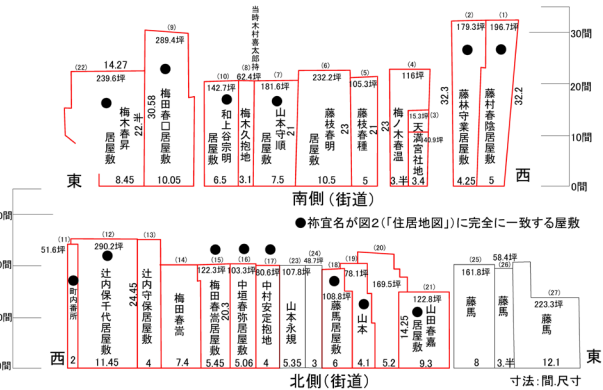 当時木村喜太郎持
(9)
289.4坪
梅田春口居屋敷
30.58
10.05
(22)
14.27
239.6坪
梅木春昇
居屋敷
22.半
8.45
(10)
142.7坪
和上谷宗明
6.5
(8)
62.4坪
梅木久抱地
3.1
(7)
181.6坪
山本守順
居屋敷
21
7.5
(6)
232.2坪
藤枝春明
23
10.5
(5)
105.3坪
藤枝春種
21
5
(4)
116坪
梅ノ木春温
23
3.半
15.3坪
(3)
天満宮社地
40.9坪
3.4
(2)
179.3坪
藤林守業居屋敷
32.3
4.25
(1)
196.7坪
藤村春陰居屋敷
32.2
5
30間
20間
10間
0間
東
南側(街道)
西
●祢宜名が図2(「住居地図」)に完全に一致する屋敷
0間
0間
0間
0間
(11)
51.6坪
町内番所
2
(12)
290.2坪
辻内保千代居屋敷
24.45
11.45
(13)
辻内守保居屋敷
4
(14)
梅田春嵩
7.4
(15)
122.3坪
梅田春嵩居屋敷
20.3
5.45
(16)
103.3坪
中垣春弥居屋敷
5.06
(17)
80.6坪
中村安定抱地
4
(23)
107.8坪
山本永規
5.35
(24)
48.7坪
3
(18)
108.8坪
藤馬居屋敷
6
(19)
78.1坪
山本
4.1
(20)
169.5坪
5.2
(21)
122.8坪
山田春嘉
居屋敷
14.25
9.3
(25)
161.8坪
藤馬
8
58.4坪
(26)
藤馬
3.半
(27)
223.3坪
藤馬
12.1
西
北側(街道)
東
寸法:間.尺寸